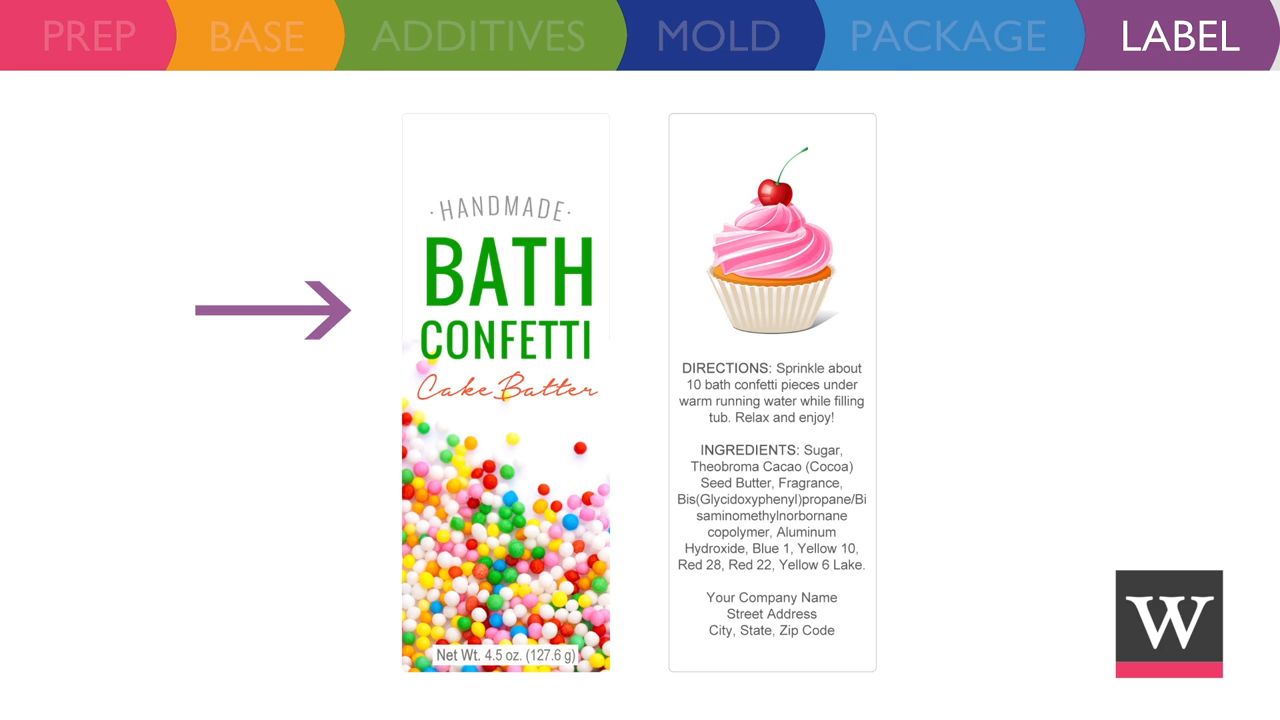 PREP BASE ADDITIVES MOLD PACKAGE LABEL
·HANDMADE·
BATH
CONFETTI
Cake Batter
Net Wt. 4.5 oz. (127.6 g)
DIRECTIONS: Sprinkle about
10 bath confetti pieces under
warm running water while filling
tub. Relax and enjoy!
INGREDIENTS: Sugar,
Theobroma Cacao (Cocoa)
Seed Butter, Fragrance,
Bis(Glycidoxyphenyl)propane/Bi
saminomethylnorbornane
copolymer, Aluminum
Hydroxide, Blue 1, Yellow 10,
Red 28, Red 22, Yellow 6 Lake.
Your Company Name
Street Address
City, State, Zip Code
W